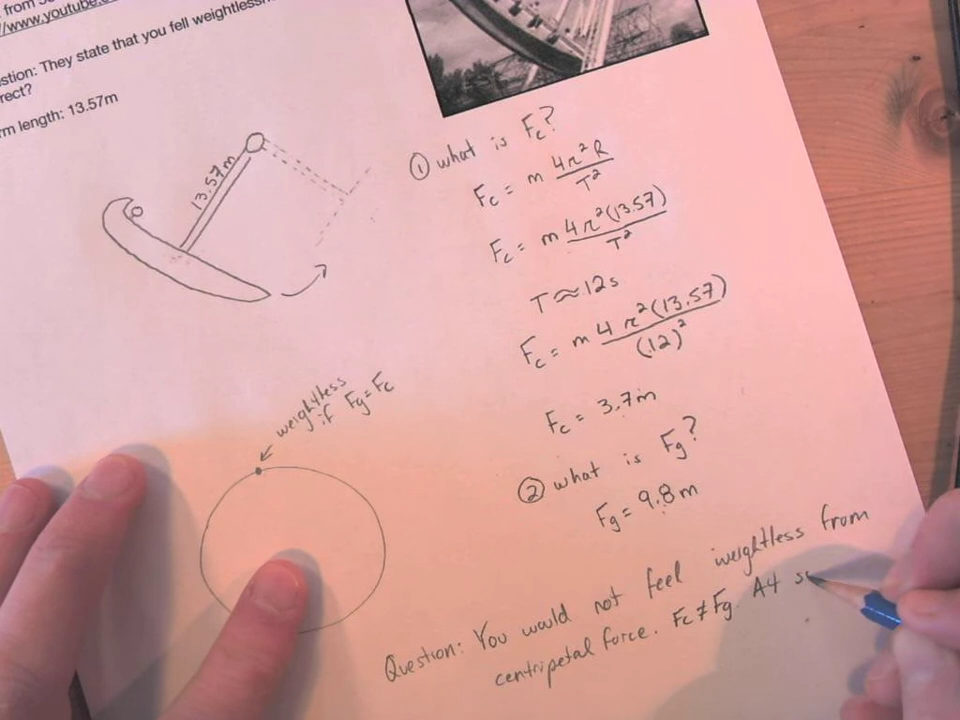 from
//www.youtube.
stion: They state that you fell weightless
rect?
rm length: 13.57m
13.57m
① what is Fc?
Fc = m 4π²R / T²
Fc = m 4π²(13.57) / T²
T ≈ 12s
Fc = m 4π²(13.57) / (12)²
Fc = 3.7m
weightless
if Fg = Fc
② what is Fg?
Fg = 9.8m
Question: You would not feel weightless from
centripetal force. Fc ≠ Fg. A4